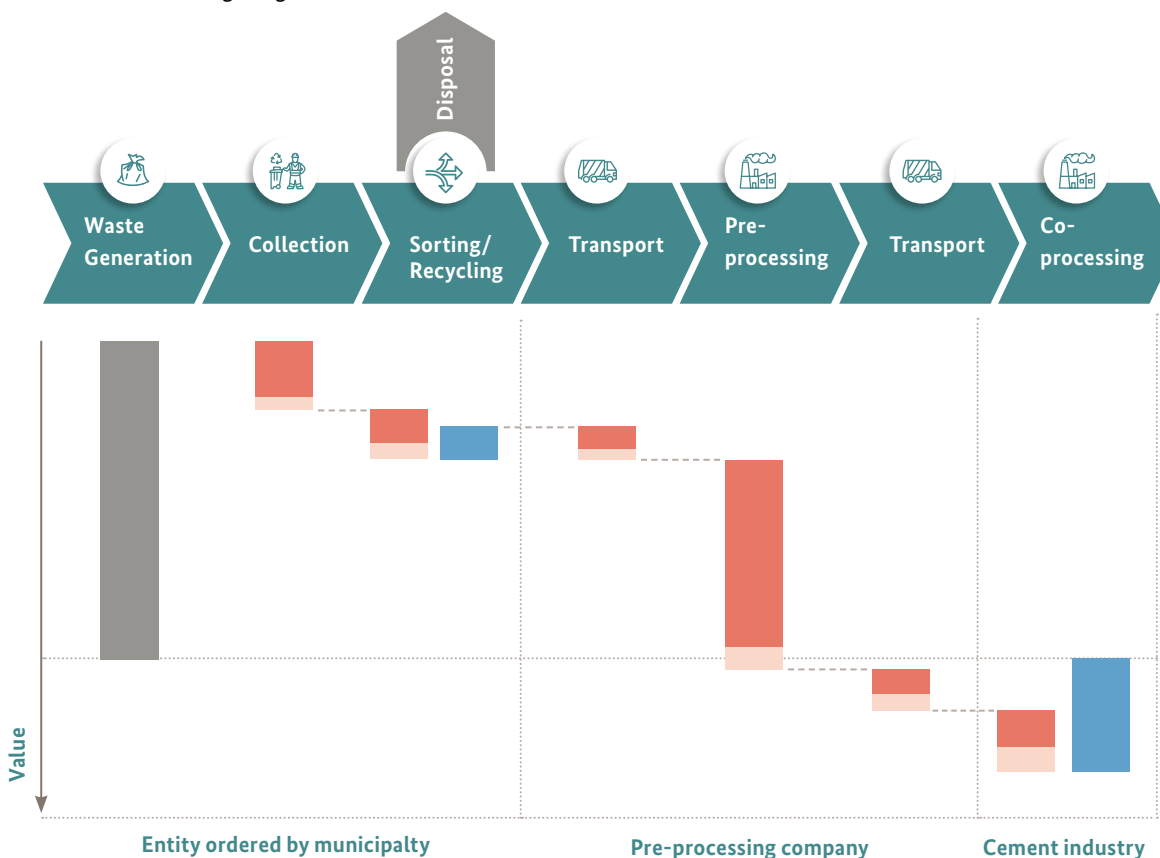 Disposal
Waste
Generation
Collection
Sorting/
Recycling
Transport
Pre-
processing
Transport
Co-
processing
Value
Entity ordered by municipalty
Pre-processing company
Cement industry